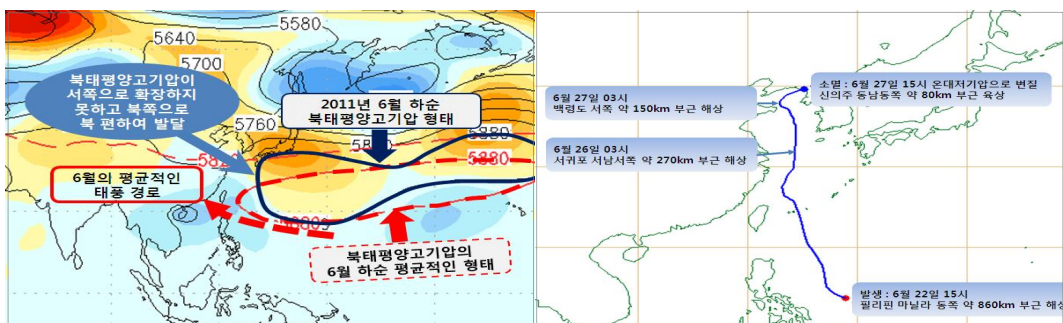 5580
5640
5700
5760
북태평양고기압이
서쪽으로 확장하지
못하고 북쪽으로
북 편하여 발달
2011년 6월 하순
북태평양고기압 형태
5880
5880
6월의 평균적인
태풍 경로
북태평양고기압의
6월 하순 평균적인 형태
소멸 : 6월 27일 15시 온대저기압으로 변질
신의주 동남동쪽 약 80km 부근 육상
6월 27일 03시
백령도 서쪽 약 150km 부근 해상
6월 26일 03시
서귀포 서남서쪽 약 270km 부근 해상
발생 : 6월 22일 15시
필리핀 마닐라 동쪽 약 860km 부근 해상